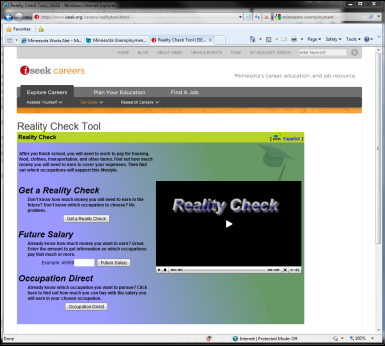 Reality Check Tool | ISEEK - Windows Internet Explorer
http://www.iseek.org/careers/realitytool.html
minnesota unemployment
Favorites
Minnesota Works.Net - Mi...
Minnesota Unemploymen...
Reality Check Tool | ISE...
Page
Safety
Tools
HOME BLOG ABOUT ISEEK NEWS & EVENTS FAQS MY ACCOUNT: SIGN IN
enter keyword
iseek careers
Minnesota's career, education, and job resource.
Explore Careers Plan Your Education Find A Job
Assess Yourself Set Goals Research Careers
Reality Check Tool
Reality Check
Español
After you finish school, you will need to work to pay for housing,
food, clothes, transportation, and other items. Find out how much
money you will need to earn to cover your expenses. Then find
out which occupations will support this lifestyle.
Get a Reality Check
Don't know how much money you will need to earn in the
future? Don't know which occupation to choose? No
problem.
Get a Reality Check
Reality Check
Future Salary
Already know how much money you want to earn? Great.
Enter the amount to get information on which occupations
pay that much or more.
Future Salary
Occupation Direct
Already know which occupation you want to pursue? Click
here to find out how much you can buy with the salary you
will earn in your chosen occupation.
Occupation Direct
Done
Internet | Protected Mode: Off
100%